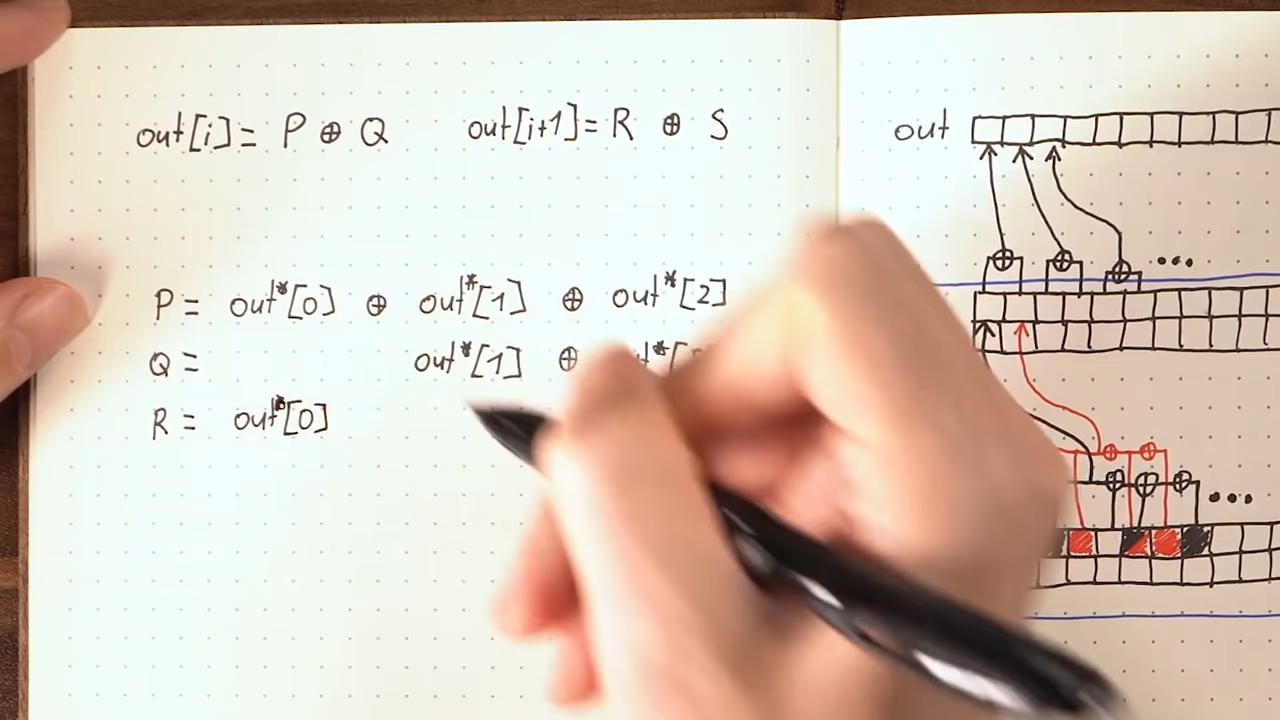 out[i]= P ⊕ Q out[i+1]= R ⊕ S
out
P = out*[0] ⊕ out*[1] ⊕ out*[2]
Q = out*[1] ⊕
R = out*[0]